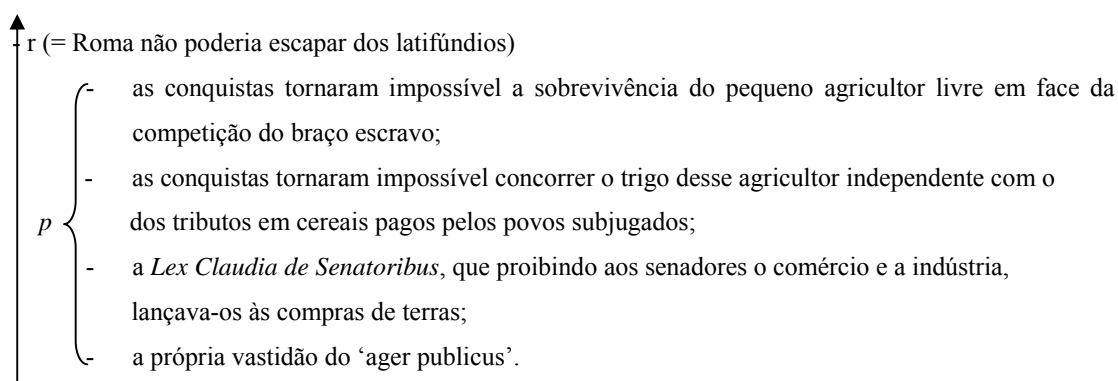 - r (= Roma não poderia escapar dos latifúndios)
- as conquistas tornaram impossível a sobrevivência do pequeno agricultor livre em face da
competição do braço escravo;
- as conquistas tornaram impossível concorrer o trigo desse agricultor independente com o
p dos tributos em cereais pagos pelos povos subjugados;
- a Lex Claudia de Senatoribus, que proibindo aos senadores o comércio e a indústria,
lançava-os às compras de terras;
- a própria vastidão do ‘ager publicus’.